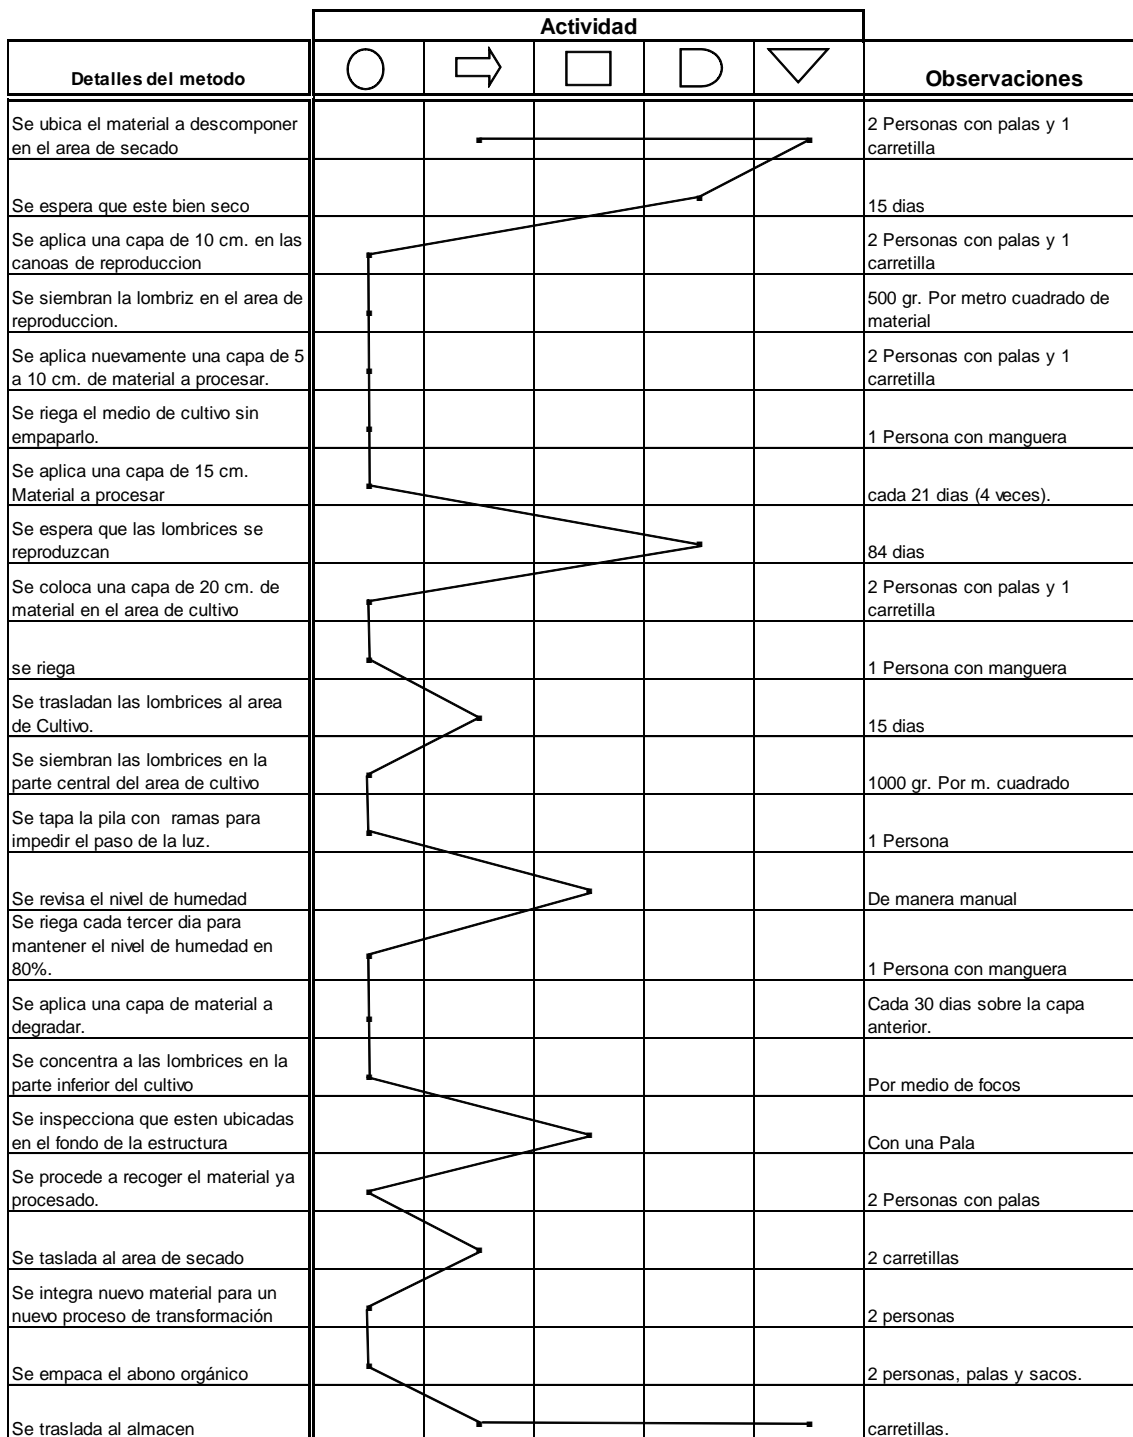 Actividad
Detalles del metodo
Observaciones
Se ubica el material a descomponer
en el area de secado
2 Personas con palas y 1
carretilla
Se espera que este bien seco
15 dias
Se aplica una capa de 10 cm. en las
canoas de reproduccion
2 Personas con palas y 1
carretilla
Se siembran la lombriz en el area de
reproduccion.
500 gr. Por metro cuadrado de
material
Se aplica nuevamente una capa de 5
a 10 cm. de material a procesar.
2 Personas con palas y 1
carretilla
Se riega el medio de cultivo sin
empaparlo.
1 Persona con manguera
Se aplica una capa de 15 cm.
Material a procesar
cada 21 dias (4 veces).
Se espera que las lombrices se
reproduzcan
84 dias
Se coloca una capa de 20 cm. de
material en el area de cultivo
2 Personas con palas y 1
carretilla
se riega
1 Persona con manguera
Se trasladan las lombrices al area
de Cultivo.
15 dias
Se siembran las lombrices en la
parte central del area de cultivo
1000 gr. Por m. cuadrado
Se tapa la pila con ramas para
impedir el paso de la luz.
1 Persona
Se revisa el nivel de humedad
De manera manual
Se riega cada tercer dia para
mantener el nivel de humedad en
80%.
1 Persona con manguera
Se aplica una capa de material a
degradar.
Cada 30 dias sobre la capa
anterior.
Se concentra a las lombrices en la
parte inferior del cultivo
Por medio de focos
Se inspecciona que esten ubicadas
en el fondo de la estructura
Con una Pala
Se procede a recoger el material ya
procesado.
2 Personas con palas
Se taslada al area de secado
2 carretillas
Se integra nuevo material para un
nuevo proceso de transformación
2 personas
Se empaca el abono orgánico
2 personas, palas y sacos.
Se traslada al almacen
carretillas.